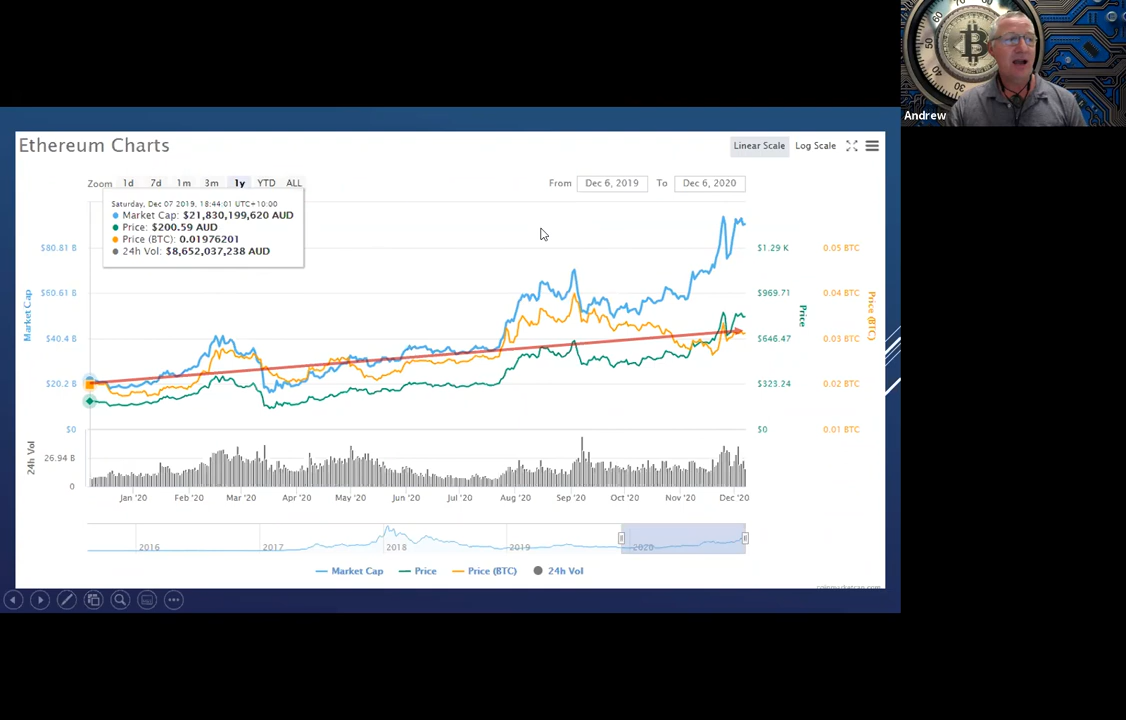 60
50
30
Andrew
Ethereum Charts
Linear Scale Log Scale
Zoom 1d 7d 1m 3m 1y YTD ALL
From Dec 6, 2019 To Dec 6, 2020
Saturday, Dec 07 2019, 18:44:01 UTC+10:00
Market Cap: $21,830,199,620 AUD
Price: $200.59 AUD
Price (BTC): 0.01976201
24h Vol: $8,652,037,238 AUD
$80.81 B $1.29 K 0.05 BTC
$60.61 B $969.71 0.04 BTC
Market Cap Price Price (BTC)
$40.4 B $646.47 0.03 BTC
$20.2 B $323.24 0.02 BTC
$0 $0 0.01 BTC
24h Vol
26.94 B
0
Jan '20 Feb '20 Mar '20 Apr '20 May '20 Jun '20 Jul '20 Aug '20 Sep '20 Oct '20 Nov '20 Dec '20
2016 2017 2018 2019 2020
Market Cap Price Price (BTC) 24h Vol
coinmarketcap.com